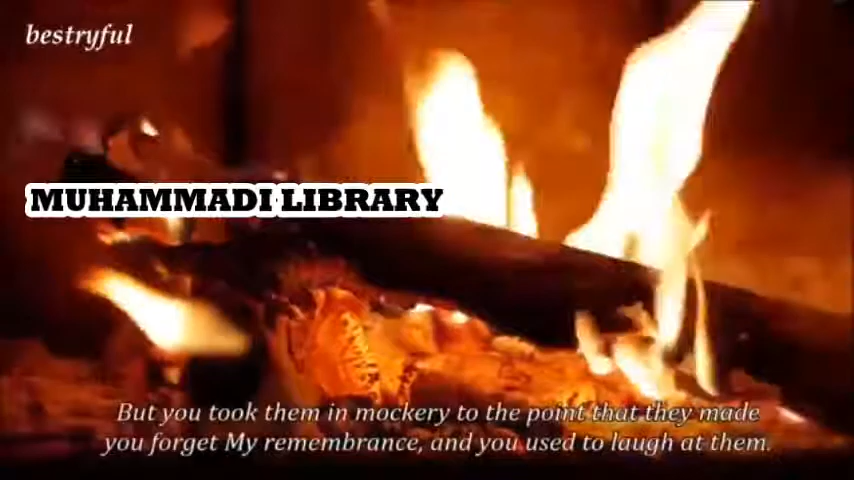 bestryful
MUHAMMADI LIBRARY
But you took them in mockery to the point that they made
you forget My remembrance, and you used to laugh at them.